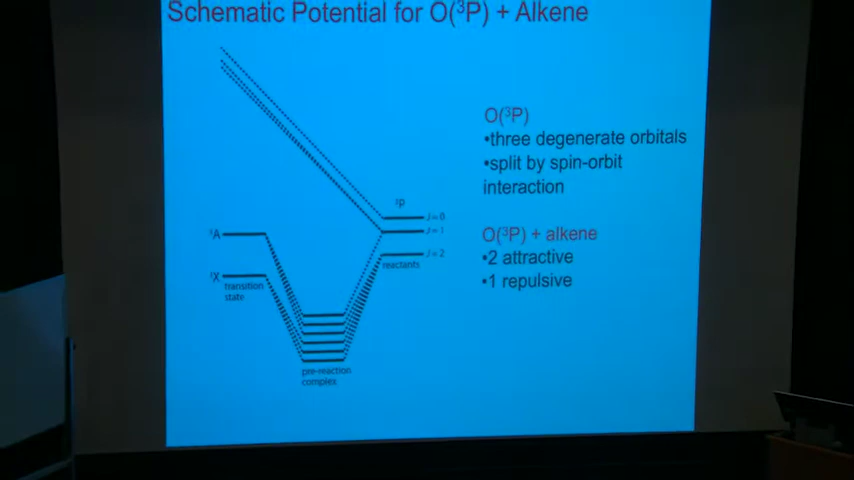 Schematic Potential for O(³P) + Alkene
O(³P)
•three degenerate orbitals
•split by spin-orbit
interaction
³P
J=0
J=1
J=2
reactants
O(³P) + alkene
•2 attractive
•1 repulsive
³A
³X
transition
state
pre-reaction
complex